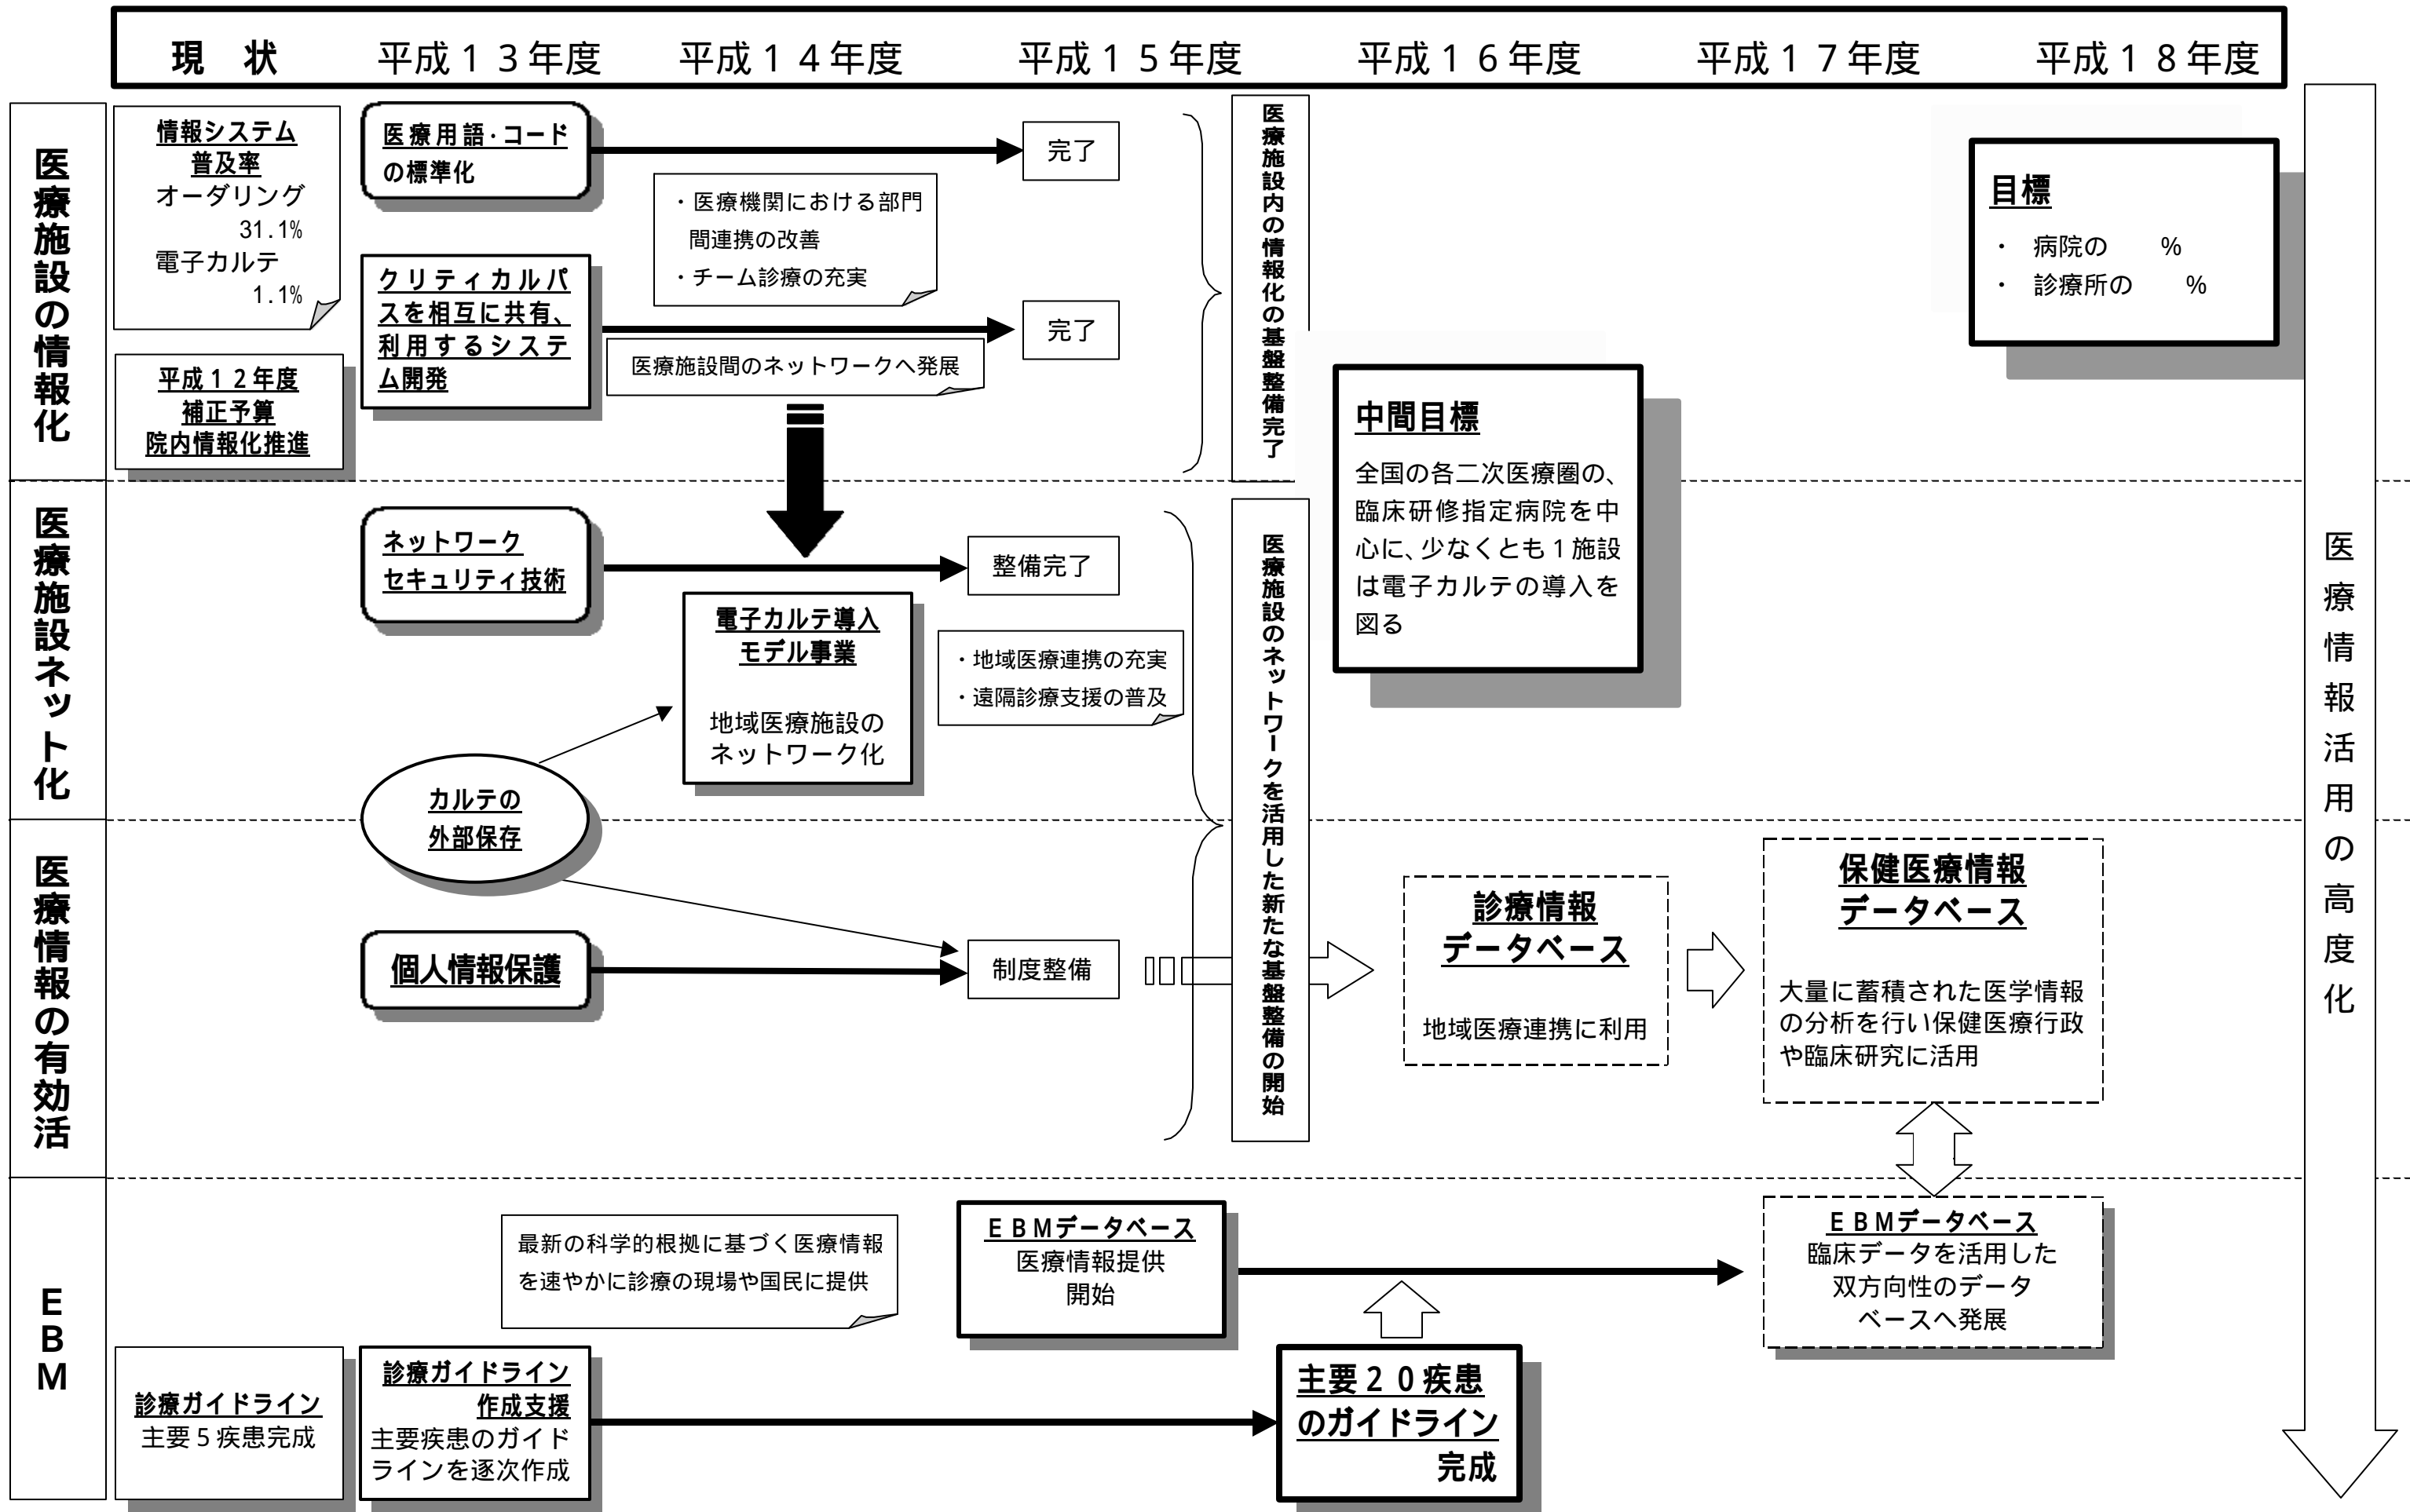 現 状 平成１３年度 平成１４年度 平成１５年度 平成１６年度 平成１７年度 平成１８年度
医療施設の情報化
情報システム
普及率
オーダリング
31.1%
電子カルテ
1.1%
平成１２年度
補正予算
院内情報化推進
医療用語・コード
の標準化
完了
・医療機関における部門
間連携の改善
・チーム診療の充実
クリティカルパ
スを相互に共有、
利用するシステ
ム開発
完了
医療施設間のネットワークへ発展
医療施設内の情報化の基盤整備完了
目標
・ 病院の %
・ 診療所の %
中間目標
全国の各二次医療圏の、
臨床研修指定病院を中
心に、少なくとも１施設
は電子カルテの導入を
図る
医療施設ネット化
ネットワーク
セキュリティ技術
整備完了
電子カルテ導入
モデル事業
地域医療施設の
ネットワーク化
・地域医療連携の充実
・遠隔診療支援の普及
カルテの
外部保存
医療施設のネットワークを活用した新たな基盤整備の開始
医療情報の有効活
個人情報保護
制度整備
診療情報
データベース
地域医療連携に利用
保健医療情報
データベース
大量に蓄積された医学情報
の分析を行い保健医療行政
や臨床研究に活用
ＥＢＭ
最新の科学的根拠に基づく医療情報
を速やかに診療の現場や国民に提供
ＥＢＭデータベース
医療情報提供
開始
ＥＢＭデータベース
臨床データを活用した
双方向性のデータ
ベースへ発展
診療ガイドライン
主要５疾患完成
診療ガイドライン
作成支援
主要疾患のガイド
ラインを逐次作成
主要２０疾患
のガイドライン
完成
医療情報活用の高度化